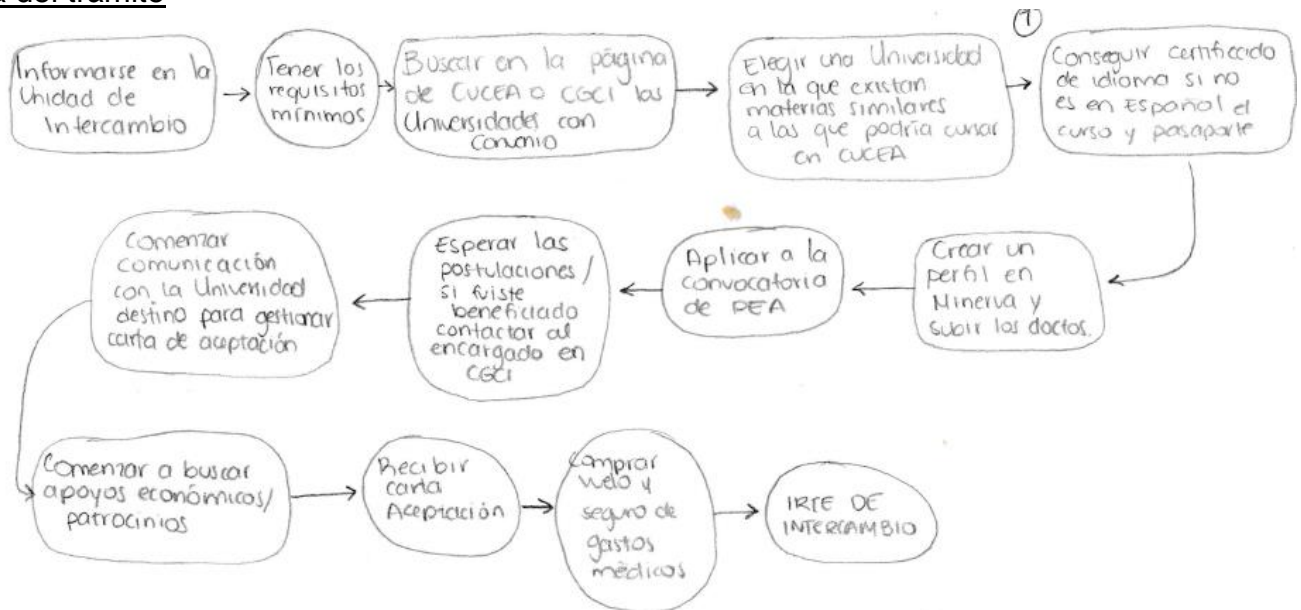 a del trámite
Informarse en la
Unidad de
Intercambio
Tener los
requisitos
mínimos
Buscar en la página
de CUCEA o CGCI las
Universidades con
Convenio
Elegir una Universidad
en la que existan
materias similares
a las que podría cursar
en CUCEA
1
Conseguir certificado
de idioma si no
es en Español el
curso y pasaporte
Crear un
perfil en
Minerva y
subir los doctos.
Aplicar a la
convocatoria
de PEA
Esperar las
postulaciones/
si fuiste
beneficiado
contactar al
encargado en
CGCI
Comenzar
comunicación
con la Universidad
destino para gestionar
carta de aceptación
Comenzar a buscar
apoyos económicos/
patrocinios
Recibir
carta
Aceptación
Comprar
vuelo y
seguro de
gastos
médicos
IRTE DE
INTERCAMBIO